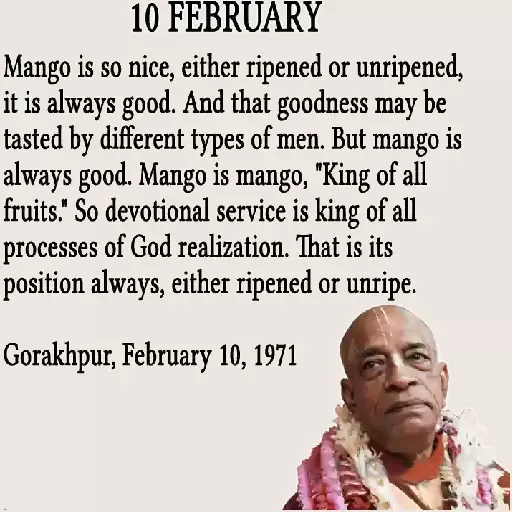 10 FEBRUARY
Mango is so nice, either ripened or unripened,
it is always good. And that goodness may be
tasted by different types of men. But mango is
always good. Mango is mango, "King of all
fruits." So devotional service is king of all
processes of God realization. That is its
position always, either ripened or unripe.
Gorakhpur, February 10, 1971